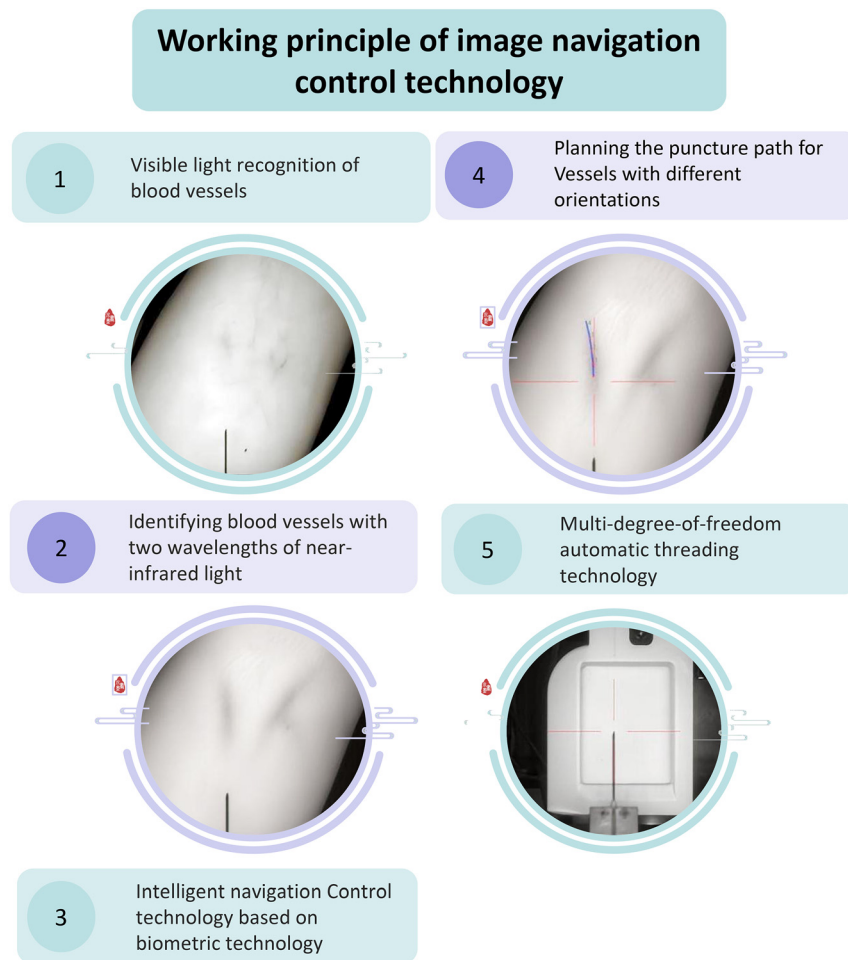 Working principle of image navigation
control technology
1
Visible light recognition of
blood vessels
2
Identifying blood vessels with
two wavelengths of near-
infrared light
3
Intelligent navigation Control
technology based on
biometric technology
4
Planning the puncture path for
Vessels with different
orientations
5
Multi-degree-of-freedom
automatic threading
technology